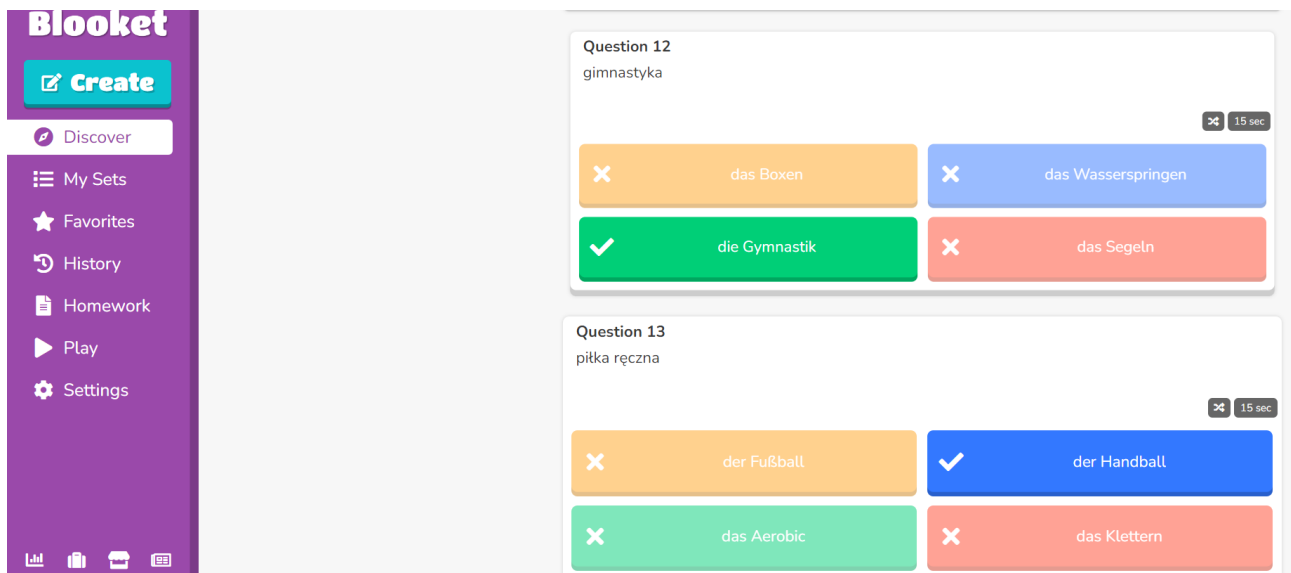 Blooket
Create
Discover
My Sets
Favorites
History
Homework
Play
Settings
Question 12
gimnastyka
15 sec
das Boxen
das Wasserspringen
die Gymnastik
das Segeln
Question 13
piłka ręczna
15 sec
der Fußball
der Handball
das Aerobic
das Klettern